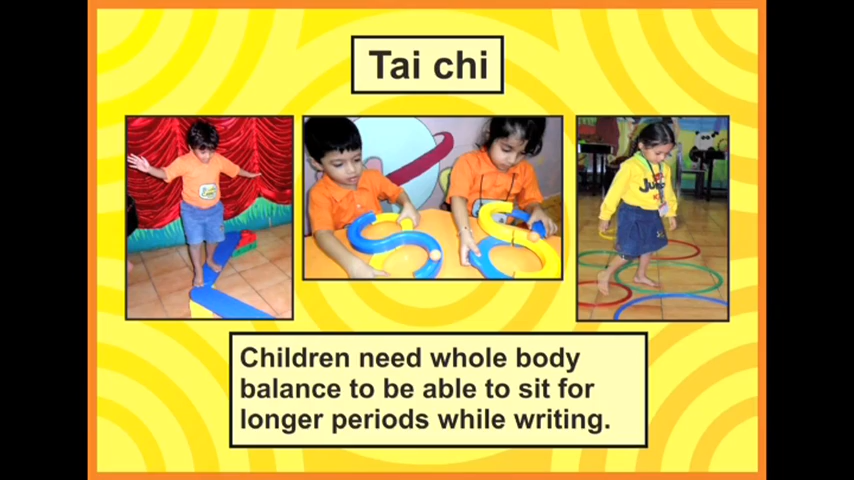 Tai chi
Children need whole body
balance to be able to sit for
longer periods while writing.